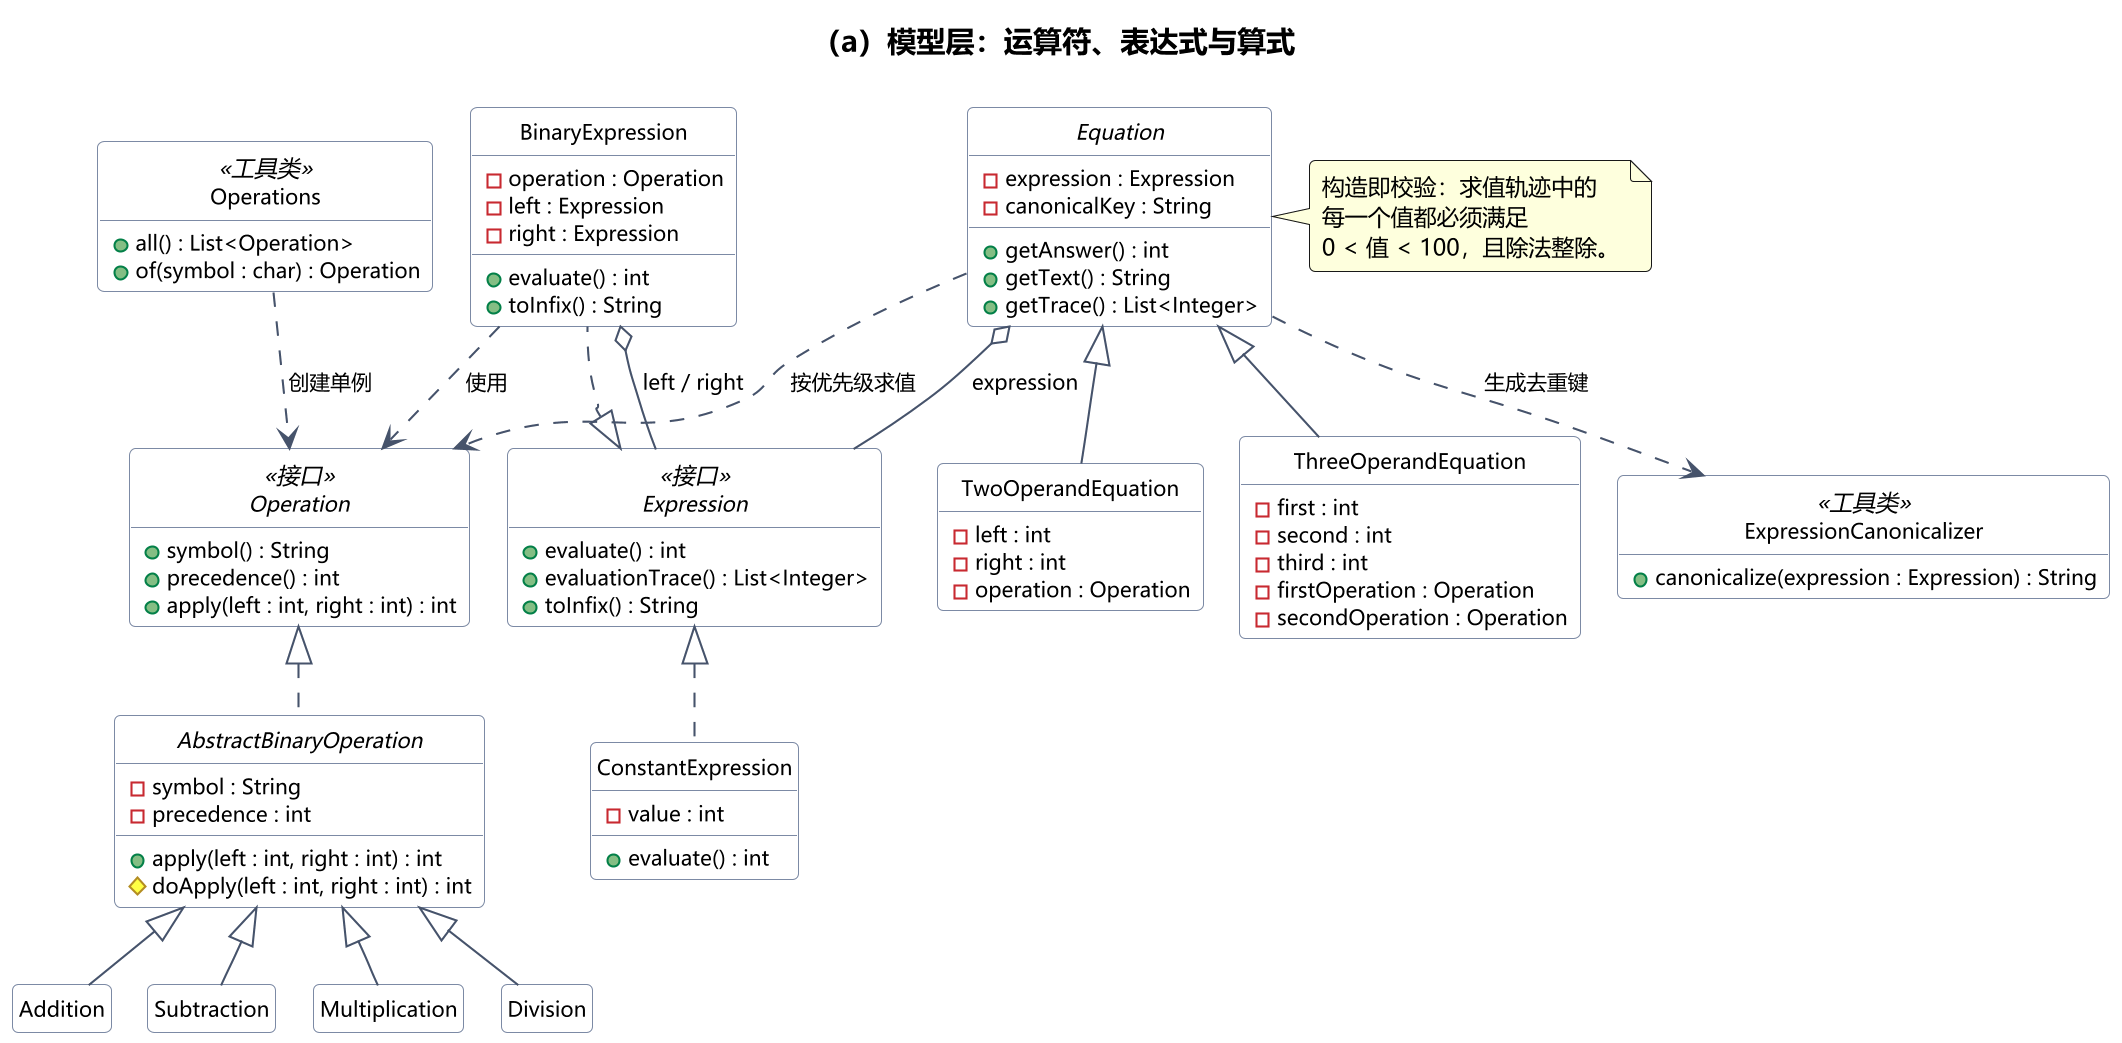 (a) 模型层：运算符、表达式与算式
«工具类»
Operations
all() : List<Operation>
of(symbol : char) : Operation
BinaryExpression
operation : Operation
left : Expression
right : Expression
evaluate() : int
toInfix() : String
Equation
expression : Expression
canonicalKey : String
getAnswer() : int
getText() : String
getTrace() : List<Integer>
构造即校验：求值轨迹中的
每一个值都必须满足
0 < 值 < 100，且除法整除。
创建单例
使用
left / right
按优先级求值
expression
生成去重键
«接口»
Operation
symbol() : String
precedence() : int
apply(left : int, right : int) : int
«接口»
Expression
evaluate() : int
evaluationTrace() : List<Integer>
toInfix() : String
TwoOperandEquation
left : int
right : int
operation : Operation
ThreeOperandEquation
first : int
second : int
third : int
firstOperation : Operation
secondOperation : Operation
«工具类»
ExpressionCanonicalizer
canonicalize(expression : Expression) : String
AbstractBinaryOperation
symbol : String
precedence : int
apply(left : int, right : int) : int
doApply(left : int, right : int) : int
ConstantExpression
value : int
evaluate() : int
Addition
Subtraction
Multiplication
Division